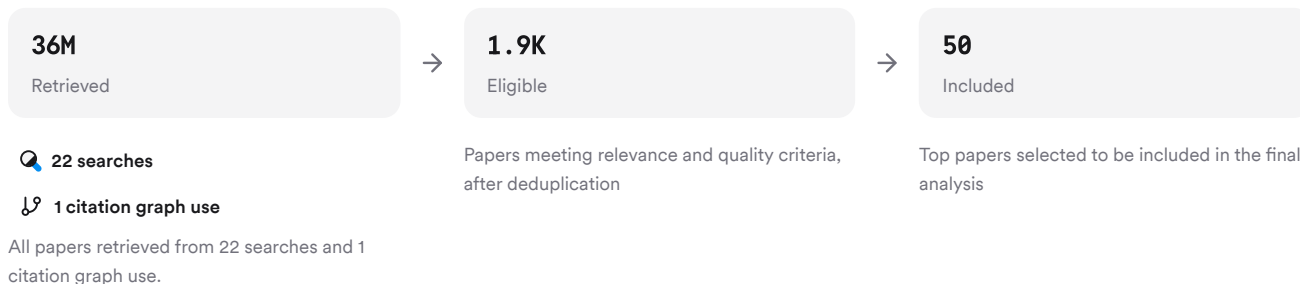 36M
Retrieved
22 searches
1 citation graph use
All papers retrieved from 22 searches and 1
citation graph use.
1.9K
Eligible
Papers meeting relevance and quality criteria,
after deduplication
50
Included
Top papers selected to be included in the final
analysis